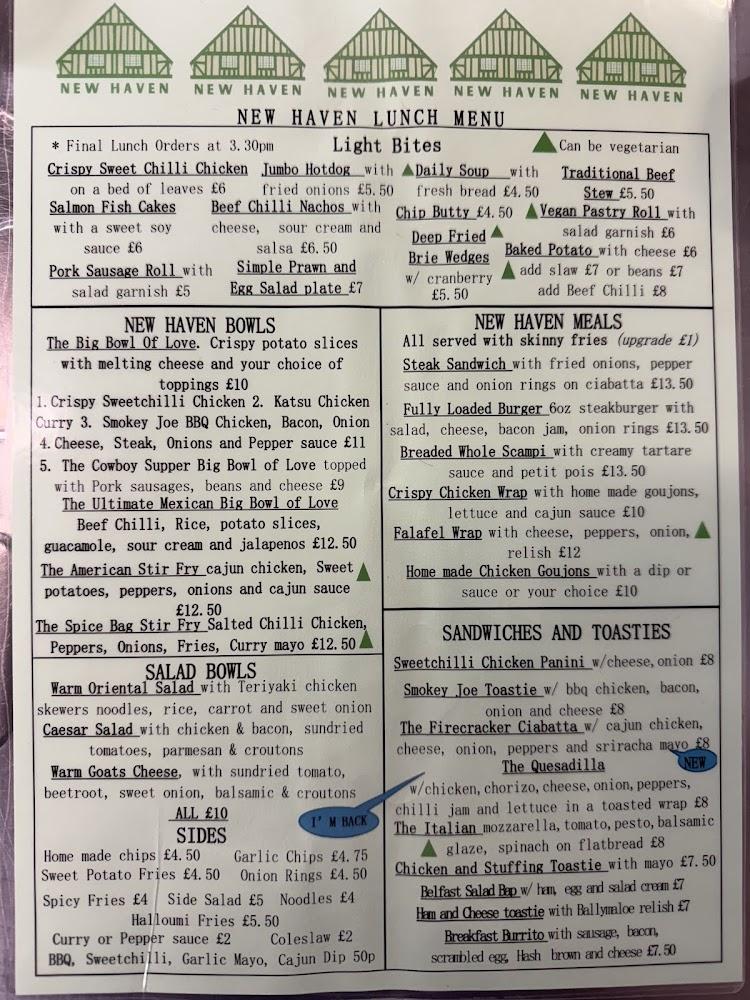 NEW HAVEN NEW HAVEN NEW HAVEN NEW HAVEN NEW HAVEN
NEW HAVEN LUNCH MENU
* Final Lunch Orders at 3.30pm
Light Bites
Can be vegetarian
Crispy Sweet Chilli Chicken
on a bed of leaves £6
Jumbo Hotdog with
fried onions £5.50
Daily Soup with
fresh bread £4.50
Traditional Beef
Stew £5.50
Salmon Fish Cakes
with a sweet soy
sauce £6
Beef Chilli Nachos with
cheese, sour cream and
salsa £6.50
Chip Butty £4.50
Vegan Pastry Roll with
salad garnish £6
Deep Fried
Brie Wedges
w/ cranberry
£5.50
Baked Potato with cheese £6
add slaw £7 or beans £7
add Beef Chilli £8
Pork Sausage Roll with
salad garnish £5
Simple Prawn and
Egg Salad plate £7
NEW HAVEN BOWLS
The Big Bowl Of Love. Crispy potato slices
with melting cheese and your choice of
toppings £10
1. Crispy Sweetchilli Chicken 2. Katsu Chicken
Curry 3. Smokey Joe BBQ Chicken, Bacon, Onion
4. Cheese, Steak, Onions and Pepper sauce £11
5. The Cowboy Supper Big Bowl of Love topped
with Pork sausages, beans and cheese £9
The Ultimate Mexican Big Bowl of Love
Beef Chilli, Rice, potato slices,
guacamole, sour cream and jalapenos £12.50
The American Stir Fry cajun chicken, Sweet
potatoes, peppers, onions and cajun sauce
£12.50
The Spice Bag Stir Fry Salted Chilli Chicken,
Peppers, Onions, Fries, Curry mayo £12.50
SALAD BOWLS
Warm Oriental Salad with Teriyaki chicken
skewers noodles, rice, carrot and sweet onion
Caesar Salad with chicken & bacon, sundried
tomatoes, parmesan & croutons
Warm Goats Cheese, with sundried tomato,
beetroot, sweet onion, balsamic & croutons
ALL £10
SIDES
Home made chips £4.50 Garlic Chips £4.75
Sweet Potato Fries £4.50 Onion Rings £4.50
Spicy Fries £4 Side Salad £5 Noodles £4
Halloumi Fries £5.50
Curry or Pepper sauce £2 Coleslaw £2
BBQ, Sweetchilli, Garlic Mayo, Cajun Dip 50p
NEW HAVEN MEALS
All served with skinny fries (upgrade £1)
Steak Sandwich with fried onions, pepper
sauce and onion rings on ciabatta £13.50
Fully Loaded Burger 6oz steakburger with
salad, cheese, bacon jam, onion rings £13.50
Breaded Whole Scampi with creamy tartare
sauce and petit pois £13.50
Crispy Chicken Wrap with home made goujons,
lettuce and cajun sauce £10
Falafel Wrap with cheese, peppers, onion,
relish £12
Home made Chicken Goujons with a dip or
sauce or your choice £10
SANDWICHES AND TOASTIES
Sweetchilli Chicken Panini w/cheese, onion £8
Smokey Joe Toastie w/ bbq chicken, bacon,
onion and cheese £8
The Firecracker Ciabatta w/ cajun chicken,
cheese, onion, peppers and sriracha mayo £8
NEW
The Quesadilla
I'M BACK
w/chicken, chorizo, cheese, onion, peppers,
chilli jam and lettuce in a toasted wrap £8
The Italian mozzarella, tomato, pesto, balsamic
glaze, spinach on flatbread £8
Chicken and Stuffing Toastie with mayo £7.50
Belfast Salad Bap w/ ham, egg and salad cream £7
Ham and Cheese toastie with Ballymaloe relish £7
Breakfast Burrito with sausage, bacon,
scrambled egg, Hash brown and cheese £7.50